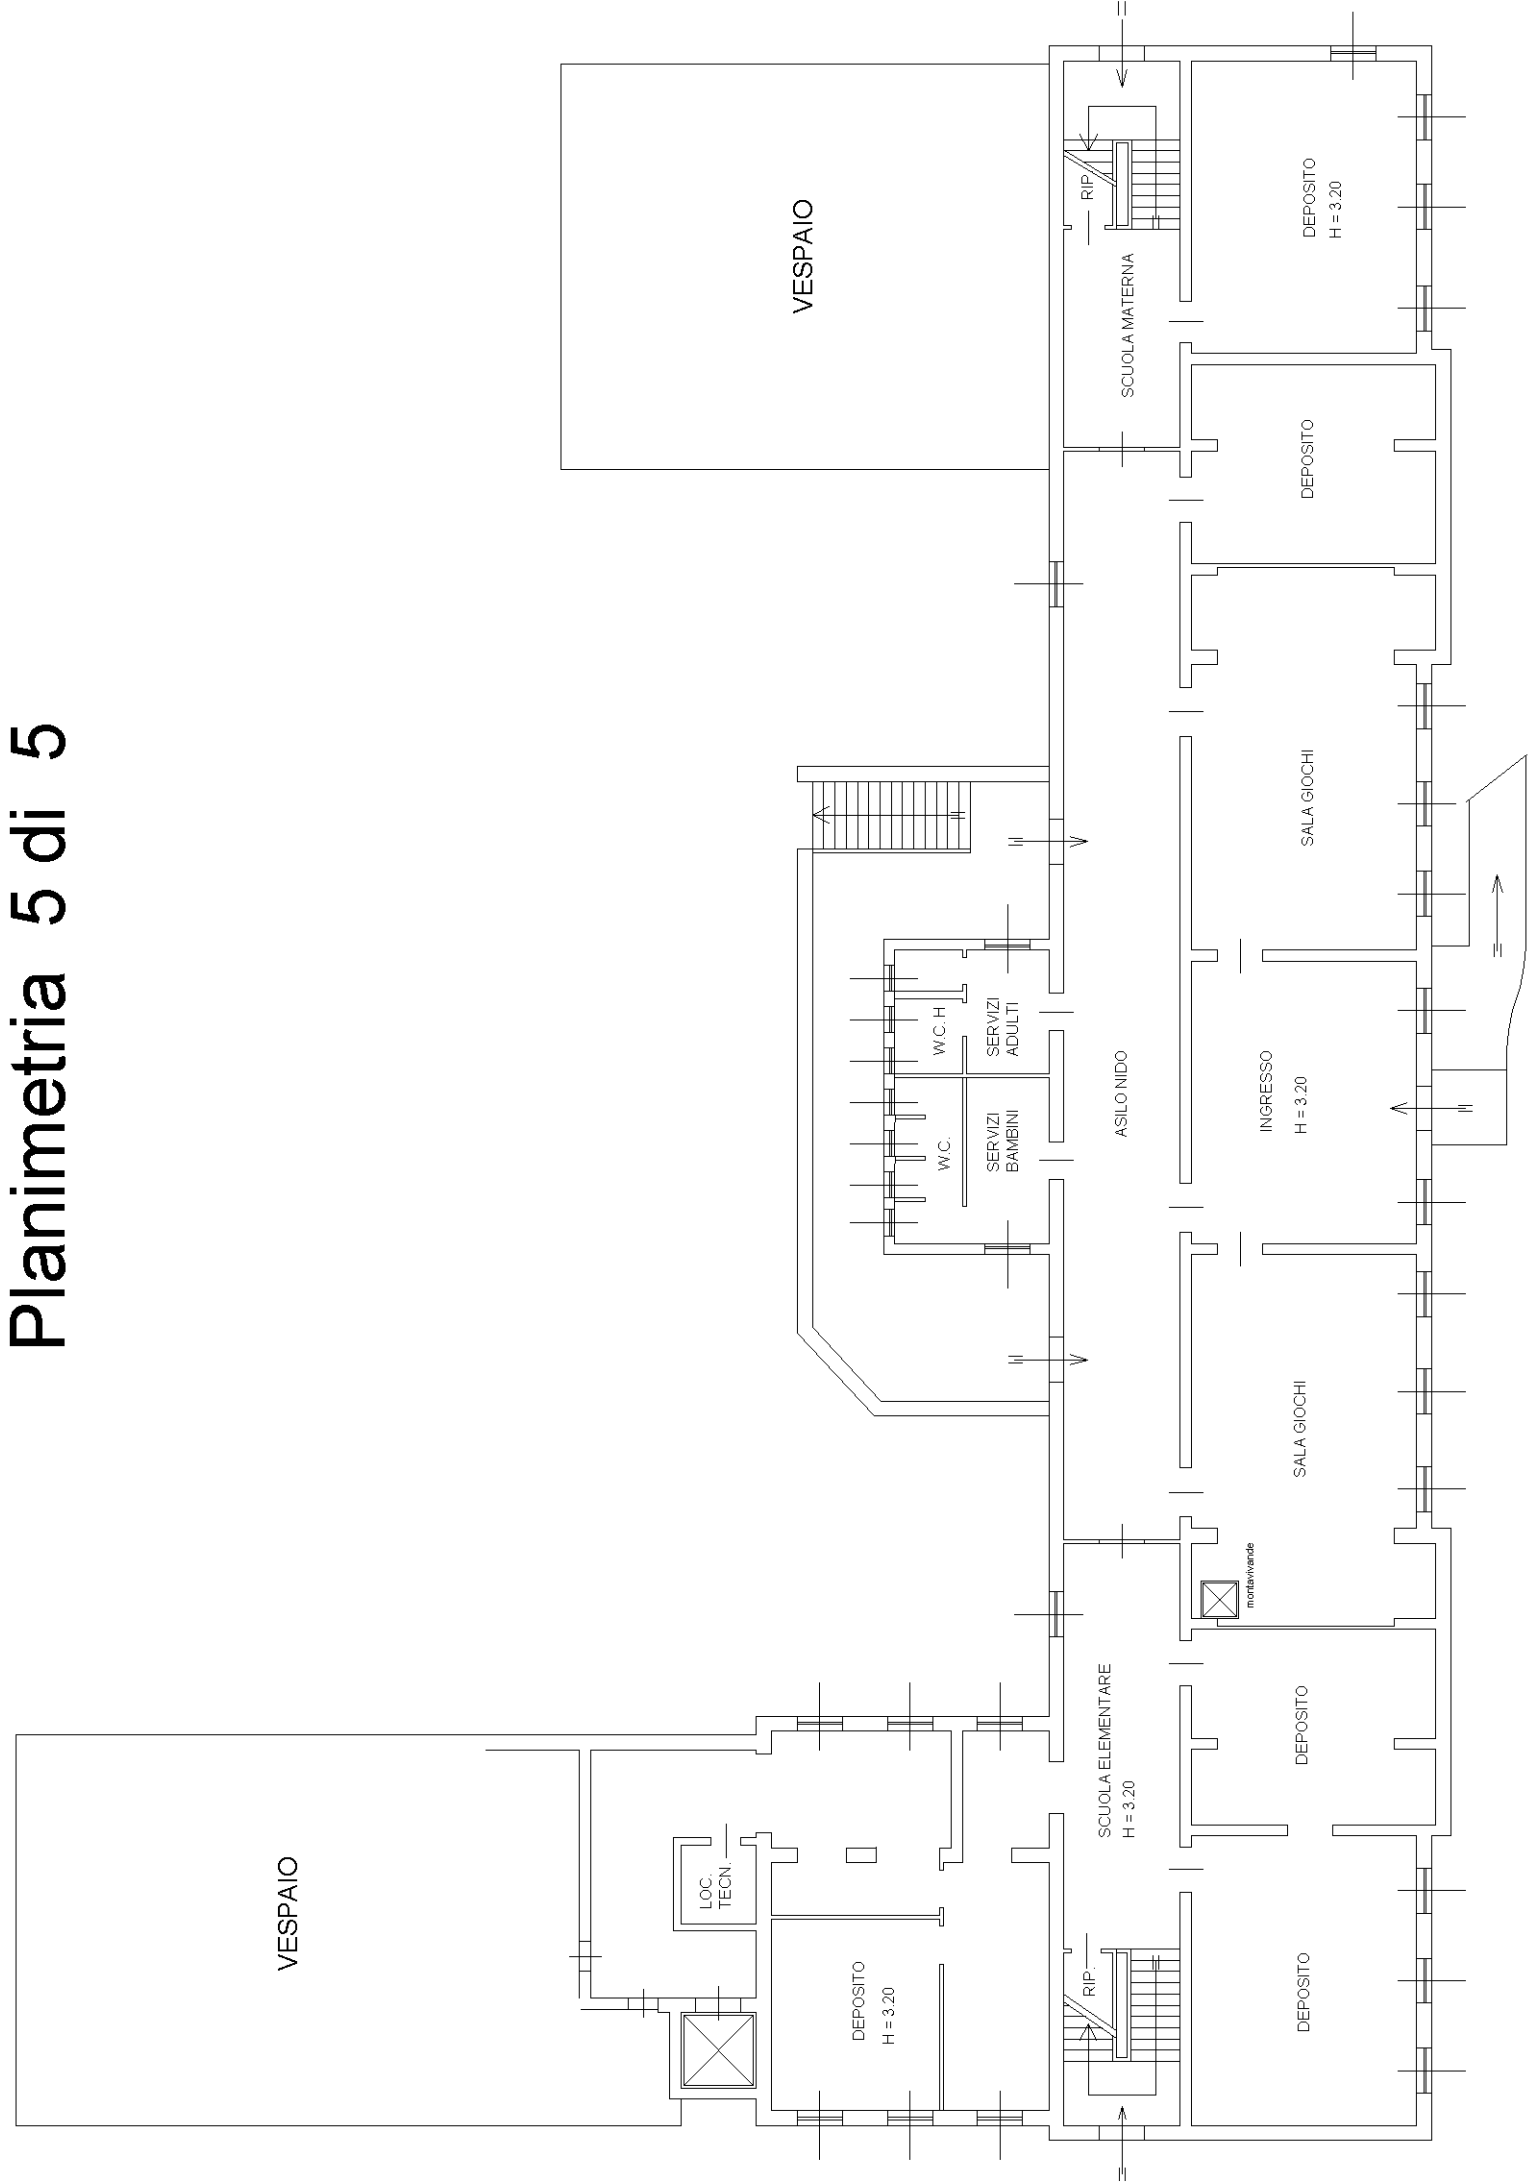 Planimetria 5 di 5
VESPAIO
VESPAIO
LOC.
TECN.
DEPOSITO
H = 3.20
W.C.
W.C. H
SERVIZI
BAMBINI
SERVIZI
ADULTI
RIP.
SCUOLA ELEMENTARE
H = 3.20
ASILO NIDO
SCUOLA MATERNA
RIP.
montavivande
DEPOSITO
DEPOSITO
SALA GIOCHI
INGRESSO
H = 3.20
SALA GIOCHI
DEPOSITO
DEPOSITO
H = 3.20